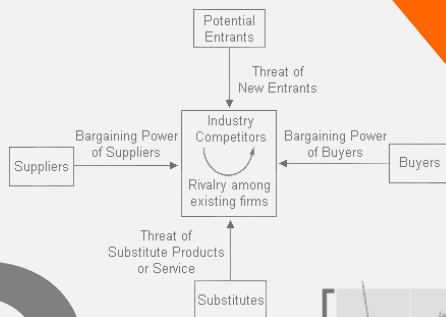 Potential
Entrants
Threat of
New Entrants
Industry
Competitors
Bargaining Power
of Suppliers
Bargaining Power
of Buyers
Suppliers
Buyers
Rivalry among
existing firms
Threat of
Substitute Products
or Service
Substitutes